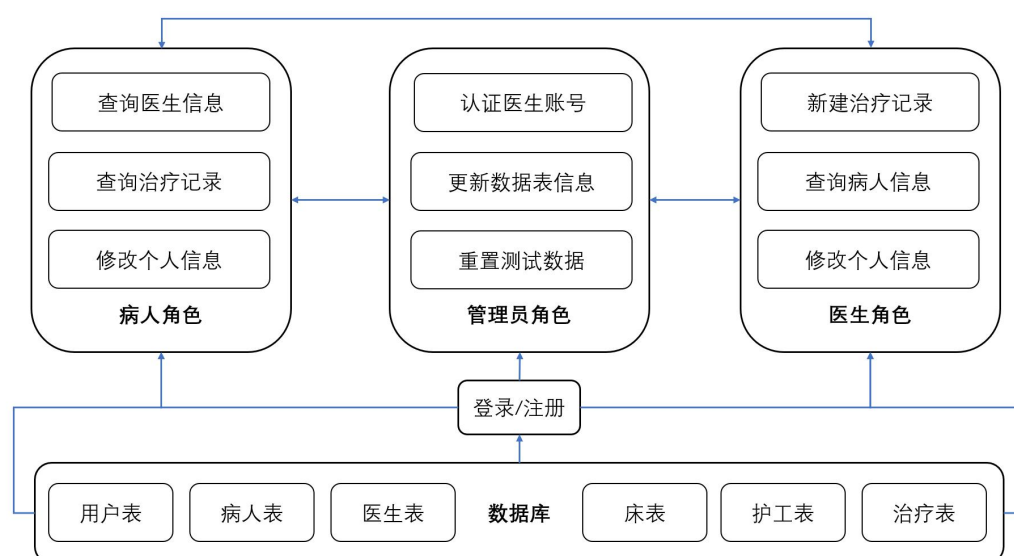 查询医生信息
查询治疗记录
修改个人信息
病人角色
认证医生账号
更新数据表信息
重置测试数据
管理员角色
新建治疗记录
查询病人信息
修改个人信息
医生角色
登录/注册
用户表
病人表
医生表
数据库
床表
护工表
治疗表